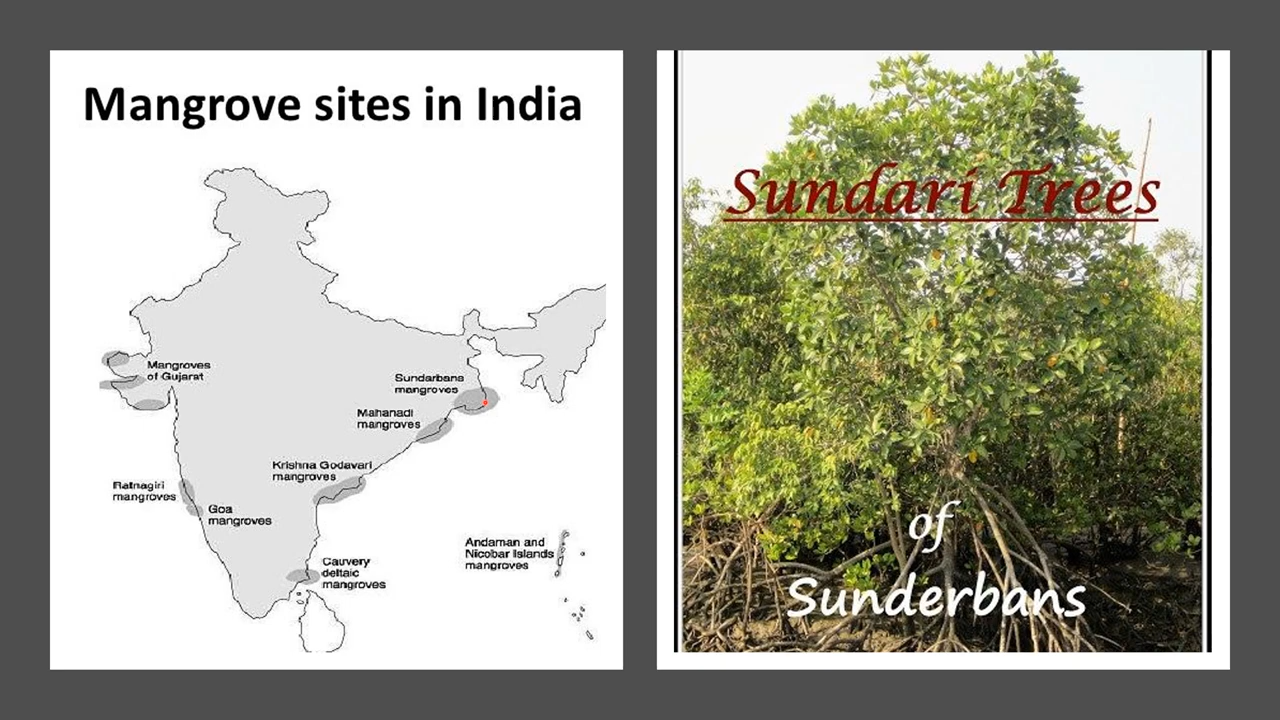 Mangrove sites in India
Mangroves
of Gujarat
Sundarbans
mangroves
Mahanadi
mangroves
Krishna Godavari
mangroves
Ratnagiri
mangroves
Goa
mangroves
Andaman and
Nicobar Islands
mangroves
Cauvery
deltaic
mangroves
Sundari Trees
of
Sunderbans